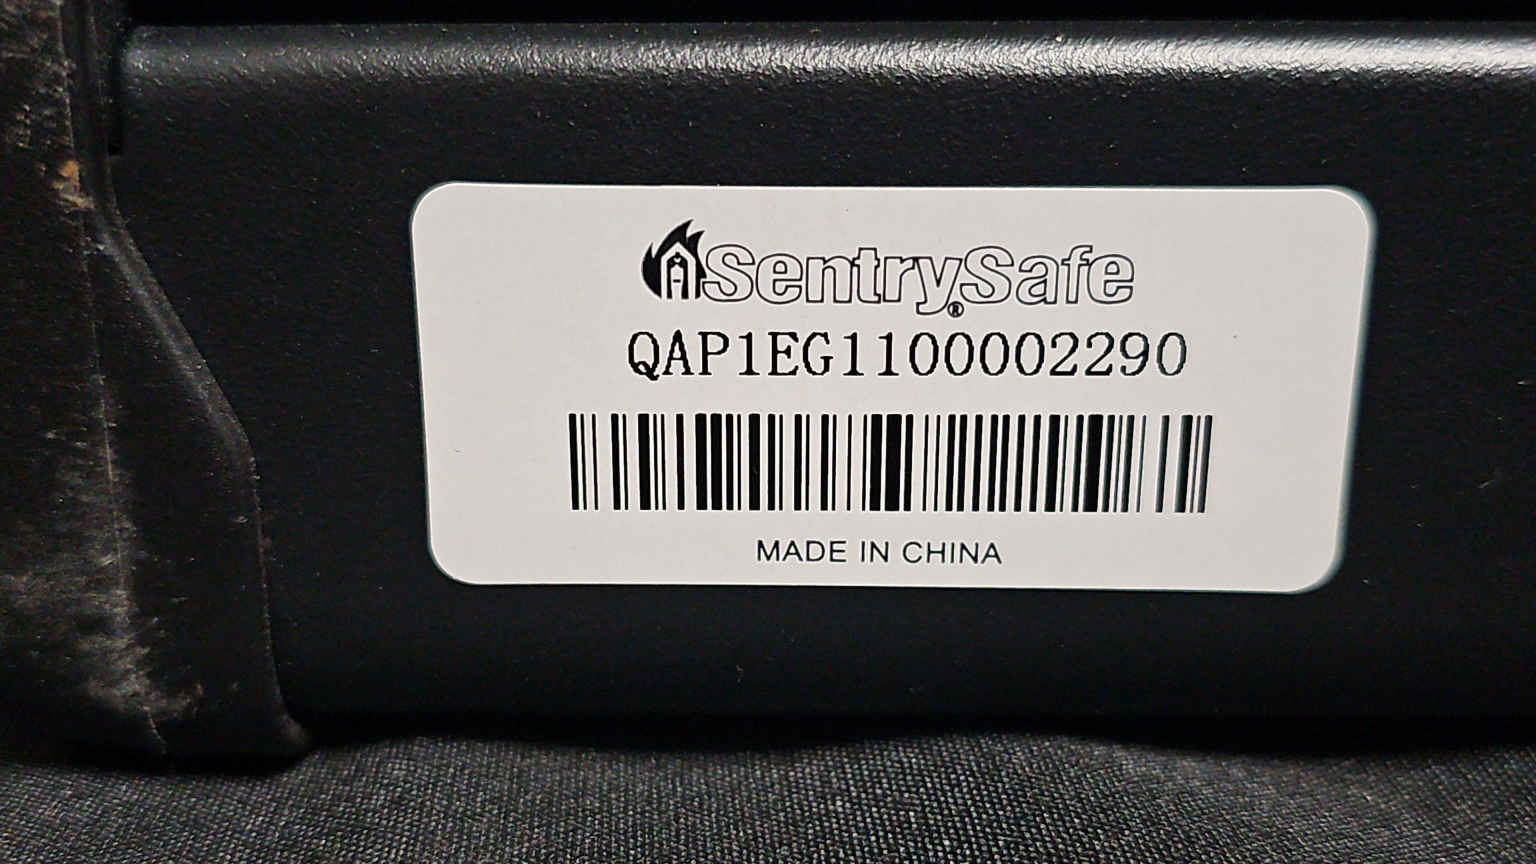 SentrySafe®
QAP1EG1100002290
MADE IN CHINA